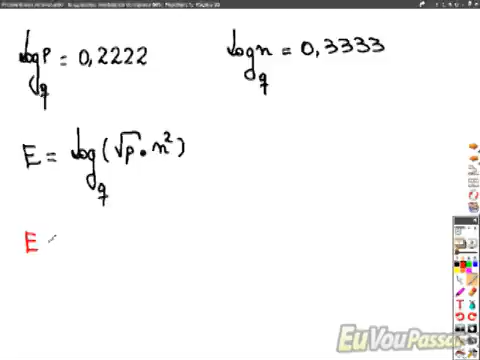 log_q p = 0,2222
log_q n = 0,3333
E = log_q (√p • n²)
E
EuVouPassar